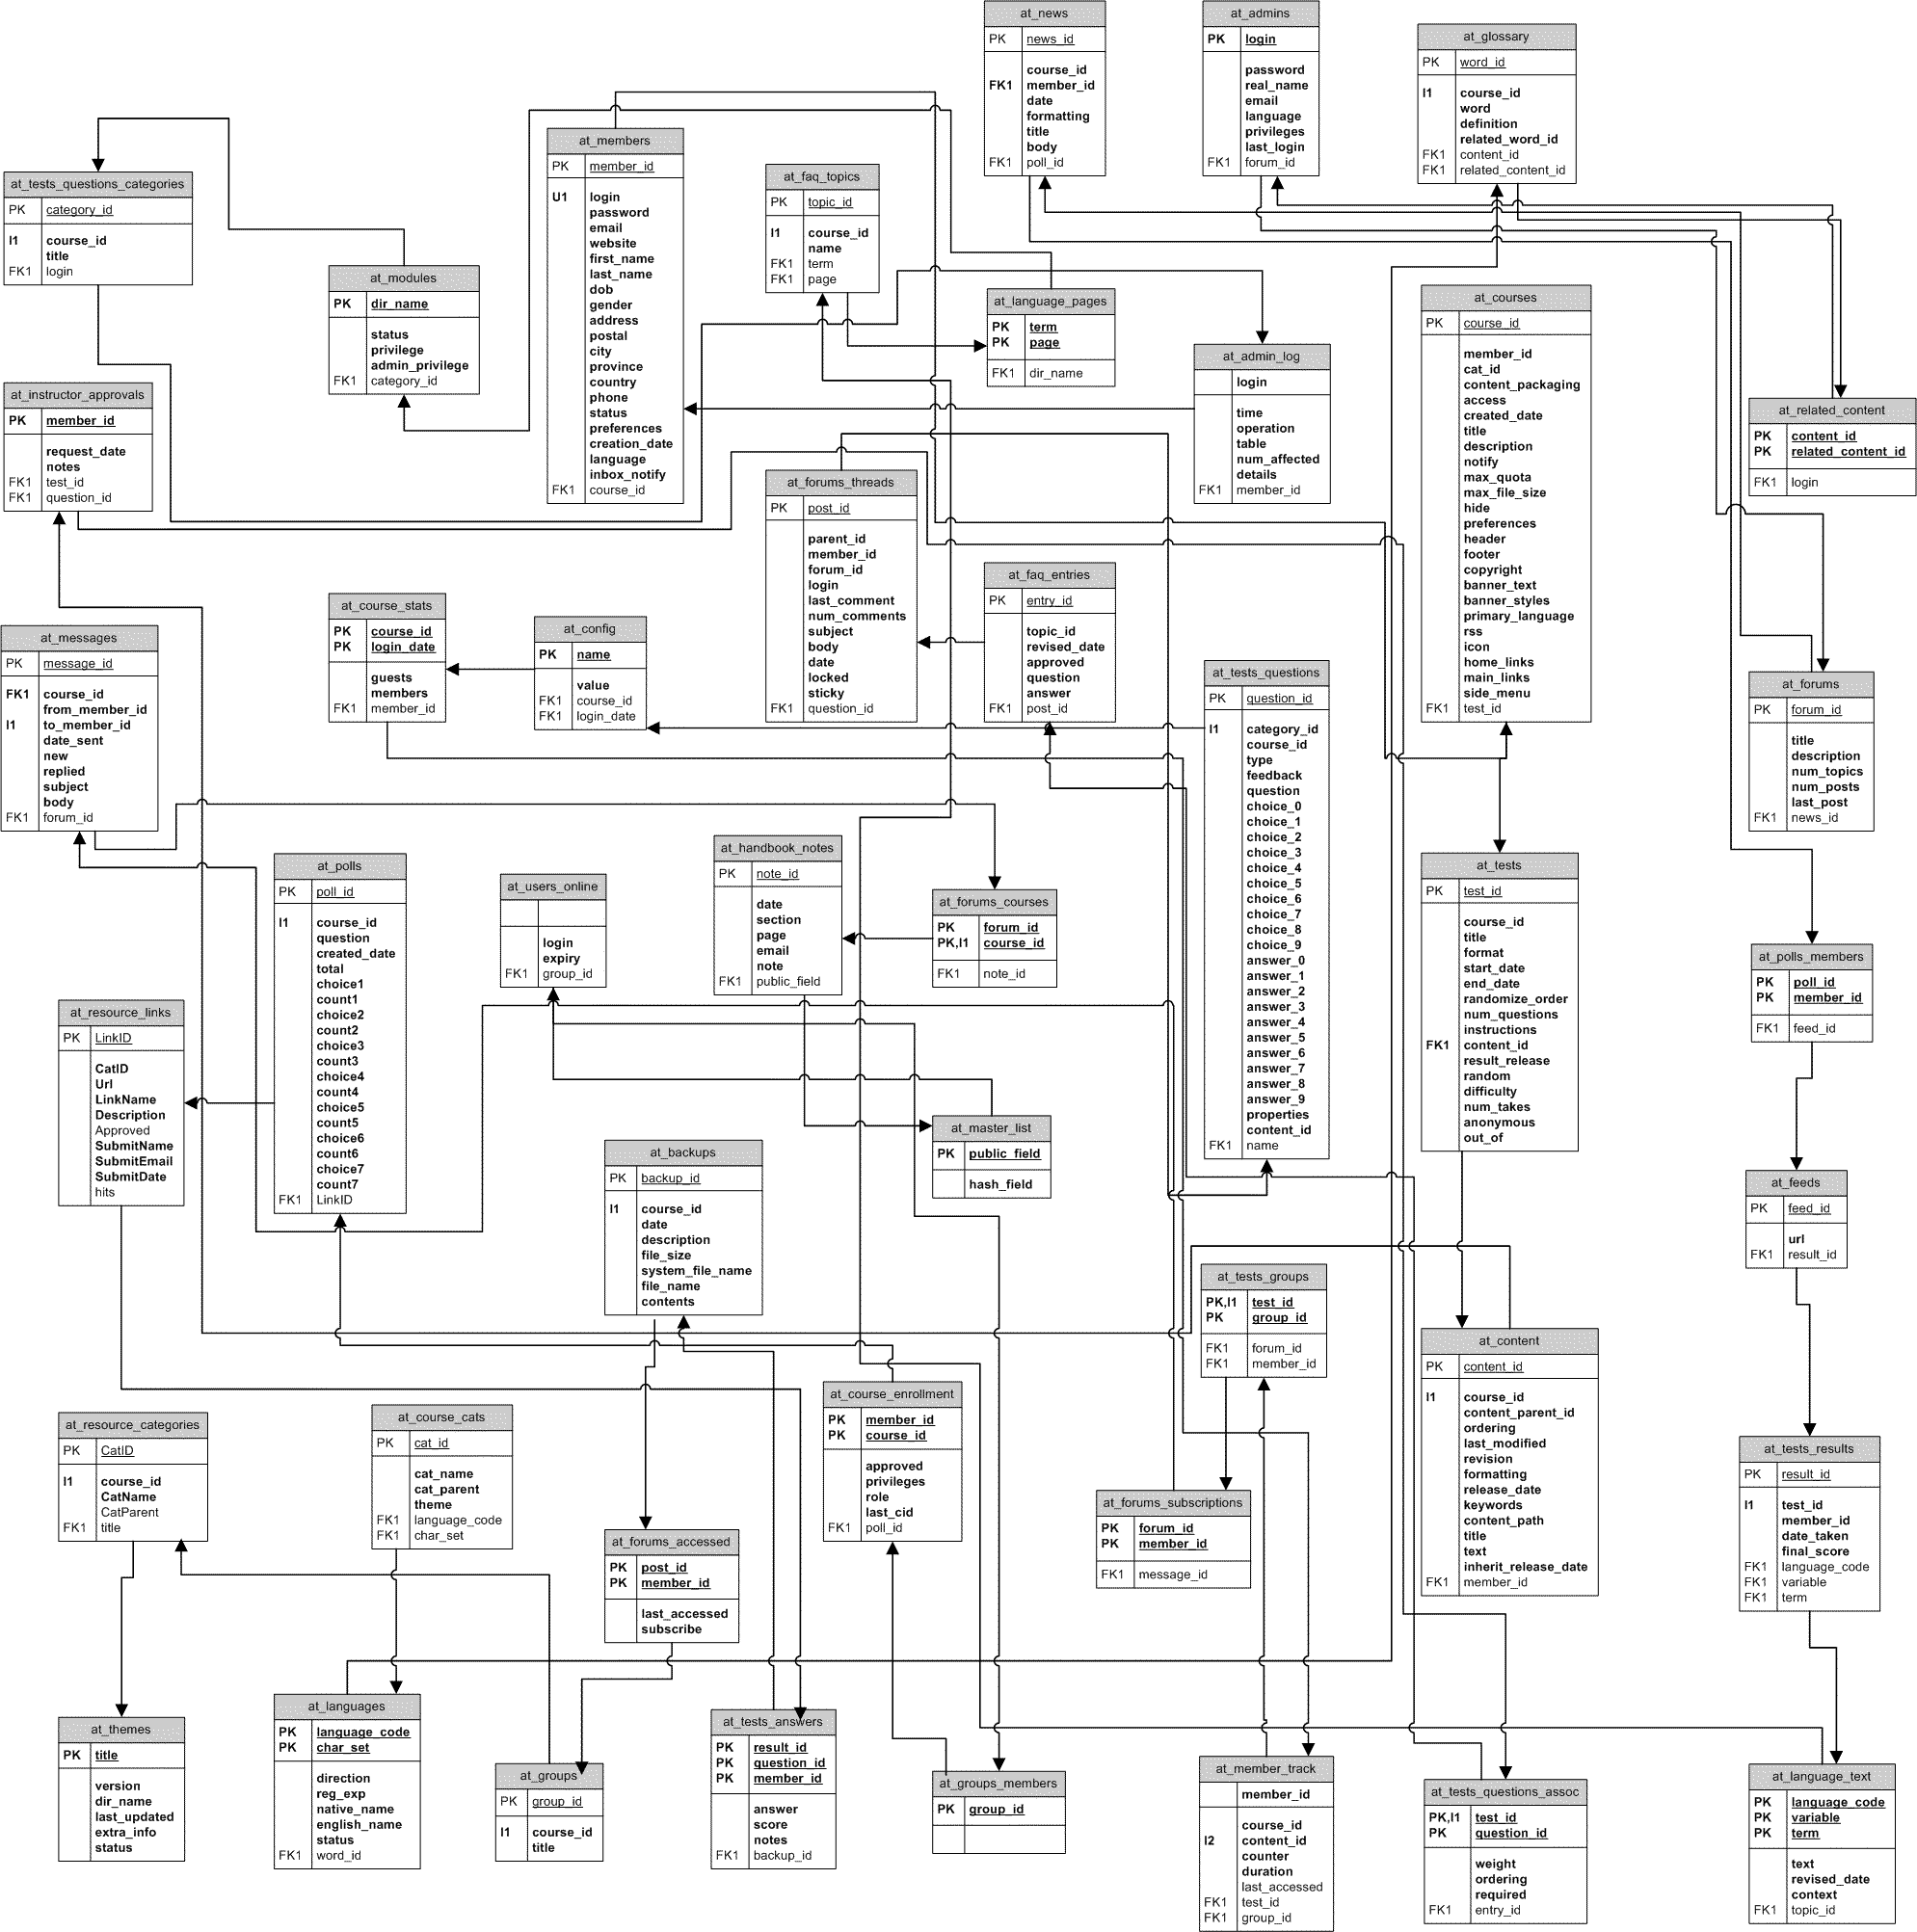 at_news
PK news_id
course_id
FK1 member_id
date
formatting
title
body
FK1 poll_id
at_admins
PK login
password
real_name
email
language
privileges
last_login
FK1 forum_id
at_glossary
PK word_id
I1 course_id
word
definition
related_word_id
FK1 content_id
FK1 related_content_id
at_members
PK member_id
U1 login
password
email
website
first_name
last_name
dob
gender
address
postal
city
province
country
phone
status
preferences
creation_date
language
inbox_notify
FK1 course_id
at_faq_topics
PK topic_id
I1 course_id
name
FK1 term
FK1 page
at_tests_questions_categories
PK category_id
I1 course_id
title
FK1 login
at_modules
PK dir_name
status
privilege
admin_privilege
FK1 category_id
at_language_pages
PK term
PK page
FK1 dir_name
at_courses
PK course_id
member_id
cat_id
content_packaging
access
created_date
title
description
notify
max_quota
max_file_size
hide
preferences
header
footer
copyright
banner_text
banner_styles
primary_language
rss
icon
home_links
main_links
side_menu
FK1 test_id
at_admin_log
login
time
operation
table
num_affected
details
FK1 member_id
at_instructor_approvals
PK member_id
request_date
notes
FK1 test_id
FK1 question_id
at_related_content
PK content_id
PK related_content_id
FK1 login
at_forums_threads
PK post_id
parent_id
member_id
forum_id
login
last_comment
num_comments
subject
body
date
locked
sticky
FK1 question_id
at_faq_entries
PK entry_id
topic_id
revised_date
approved
question
answer
FK1 post_id
at_course_stats
PK course_id
PK login_date
guests
members
FK1 member_id
at_config
PK name
value
FK1 course_id
FK1 login_date
at_messages
PK message_id
FK1 course_id
from_member_id
I1 to_member_id
date_sent
new
replied
subject
body
FK1 forum_id
at_tests_questions
PK question_id
I1 category_id
course_id
type
feedback
question
choice_0
choice_1
choice_2
choice_3
choice_4
choice_5
choice_6
choice_7
choice_8
choice_9
answer_0
answer_1
answer_2
answer_3
answer_4
answer_5
answer_6
answer_7
answer_8
answer_9
properties
content_id
FK1 name
at_forums
PK forum_id
title
description
num_topics
num_posts
last_post
FK1 news_id
at_polls
PK poll_id
I1 course_id
question
created_date
total
choice1
count1
choice2
count2
choice3
count3
choice4
count4
choice5
count5
choice6
count6
choice7
count7
FK1 LinkID
at_users_online
login
expiry
FK1 group_id
at_handbook_notes
PK note_id
date
section
page
email
note
FK1 public_field
at_forums_courses
PK forum_id
PK,I1 course_id
FK1 note_id
at_tests
PK test_id
course_id
title
format
start_date
end_date
randomize_order
num_questions
instructions
FK1 content_id
result_release
random
difficulty
num_takes
anonymous
out_of
at_polls_members
PK poll_id
PK member_id
FK1 feed_id
at_resource_links
PK LinkID
CatID
Url
LinkName
Description
Approved
SubmitName
SubmitEmail
SubmitDate
hits
at_master_list
PK public_field
hash_field
at_backups
PK backup_id
I1 course_id
date
description
file_size
system_file_name
file_name
contents
at_feeds
PK feed_id
url
FK1 result_id
at_tests_groups
PK,I1 test_id
PK group_id
FK1 forum_id
FK1 member_id
at_content
PK content_id
I1 course_id
content_parent_id
ordering
last_modified
revision
formatting
release_date
keywords
content_path
title
text
inherit_release_date
FK1 member_id
at_course_enrollment
PK member_id
PK course_id
approved
privileges
role
last_cid
FK1 poll_id
at_resource_categories
PK CatID
I1 course_id
CatName
CatParent
FK1 title
at_course_cats
PK cat_id
cat_name
cat_parent
theme
FK1 language_code
FK1 char_set
at_tests_results
PK result_id
I1 test_id
member_id
date_taken
final_score
FK1 language_code
FK1 variable
FK1 term
at_forums_subscriptions
PK forum_id
PK member_id
FK1 message_id
at_forums_accessed
PK post_id
PK member_id
last_accessed
subscribe
at_themes
PK title
version
dir_name
last_updated
extra_info
status
at_languages
PK language_code
PK char_set
direction
reg_exp
native_name
english_name
status
FK1 word_id
at_groups
PK group_id
I1 course_id
title
at_tests_answers
PK result_id
PK question_id
PK member_id
answer
score
notes
FK1 backup_id
at_groups_members
PK group_id
at_member_track
member_id
course_id
I2 content_id
counter
duration
last_accessed
FK1 test_id
FK1 group_id
at_tests_questions_assoc
PK,I1 test_id
PK question_id
weight
ordering
required
FK1 entry_id
at_language_text
PK language_code
PK variable
PK term
text
revised_date
context
FK1 topic_id